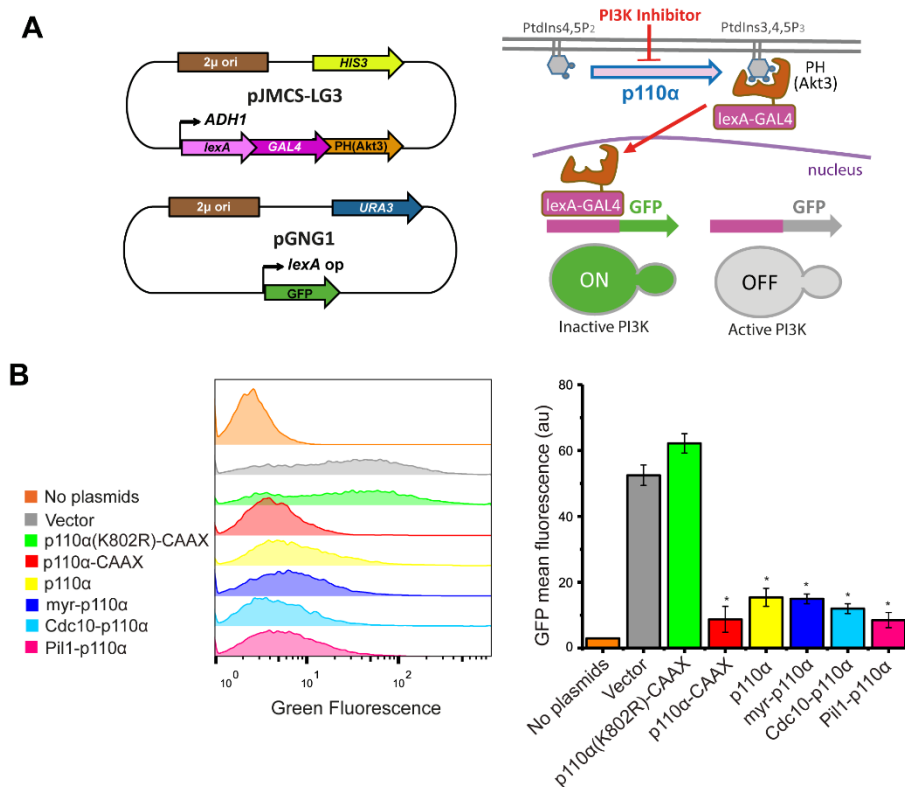 A
2μ ori
HIS3
pJMCS-LG3
ADH1
lexA
GAL4
PH(Akt3)
2μ ori
URA3
pGNG1
lexA op
GFP
PI3K Inhibitor
PtdIns4,5P2
PtdIns3,4,5P3
p110α
PH
(Akt3)
lexA-GAL4
nucleus
lexA-GAL4
GFP
GFP
ON
OFF
Inactive PI3K
Active PI3K
B
No plasmids
Vector
p110α(K802R)-CAAX
p110α-CAAX
p110α
myr-p110α
Cdc10-p110α
Pil1-p110α
10⁰
10¹
10²
Green Fluorescence
GFP mean fluorescence (au)
80
60
40
20
0
*
*
*
*
*
No plasmids
Vector
p110α(K802R)-CAAX
p110α-CAAX
p110α
myr-p110α
Cdc10-p110α
Pil1-p110α